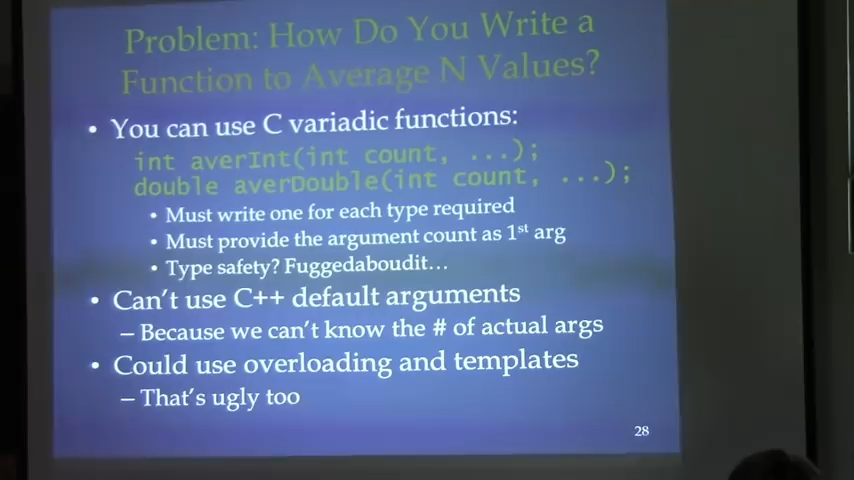 Problem: How Do You Write a
Function to Average N Values?
• You can use C variadic functions:
int averInt(int count, ...);
double averDouble(int count, ...);
• Must write one for each type required
• Must provide the argument count as 1st arg
• Type safety? Fuggedaboudit…
• Can't use C++ default arguments
– Because we can't know the # of actual args
• Could use overloading and templates
– That's ugly too
28